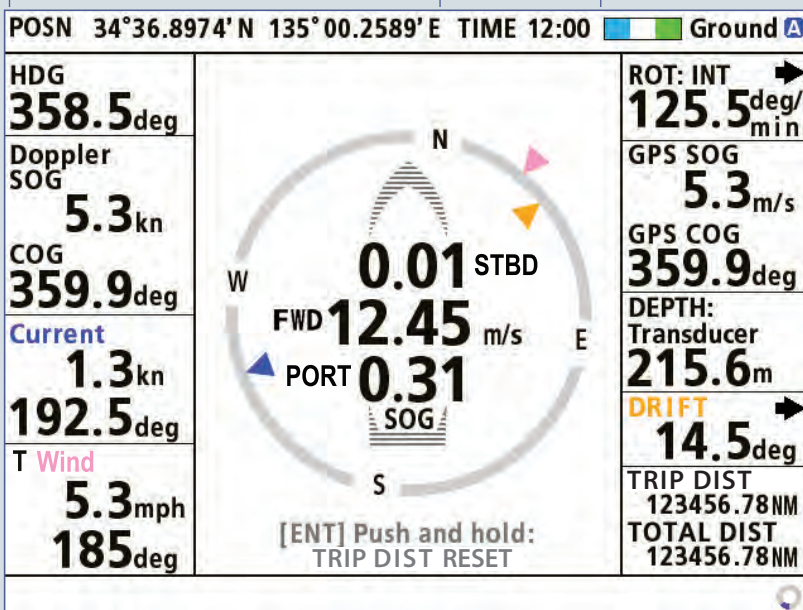 POSN 34°36.8974'N 135°00.2589'E TIME 12:00 Ground A
HDG
358.5deg
Doppler
SOG
5.3kn
COG
359.9deg
Current
1.3kn
192.5deg
T Wind
5.3mph
185deg
N
W
E
S
0.01 STBD
FWD 12.45 m/s
PORT 0.31
SOG
[ENT] Push and hold:
TRIP DIST RESET
ROT: INT
125.5deg/
min
GPS SOG
5.3m/s
GPS COG
359.9deg
DEPTH:
Transducer
215.6m
DRIFT
14.5deg
TRIP DIST
123456.78NM
TOTAL DIST
123456.78NM